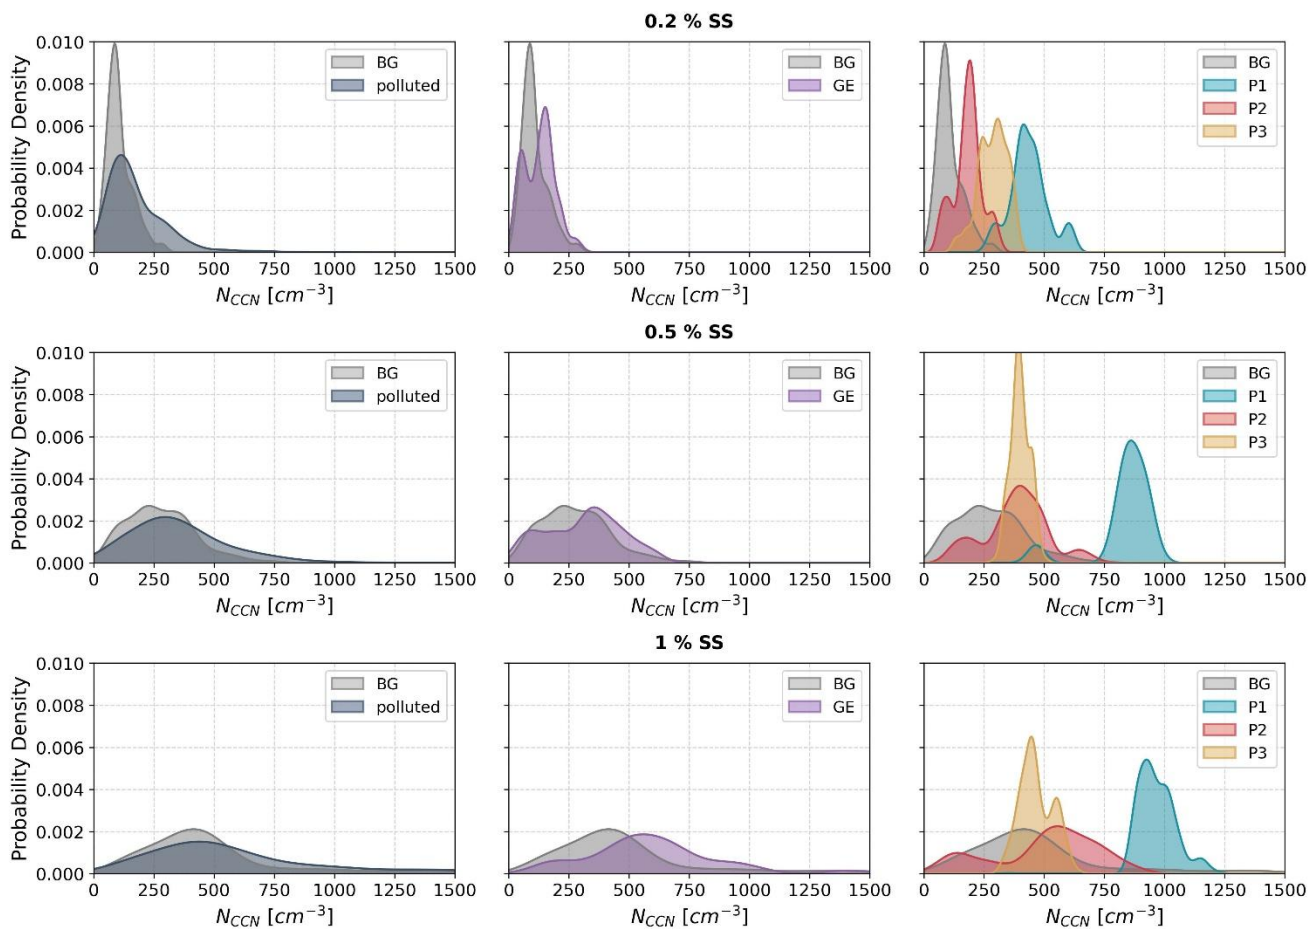 0.2 % SS
Probability Density
0.010
0.008
0.006
0.004
0.002
0.000
BG
polluted
0 250 500 750 1000 1250 1500
N_CCN [cm⁻³]
BG
GE
0 250 500 750 1000 1250 1500
N_CCN [cm⁻³]
BG
P1
P2
P3
0 250 500 750 1000 1250 1500
N_CCN [cm⁻³]
0.5 % SS
Probability Density
0.010
0.008
0.006
0.004
0.002
0.000
BG
polluted
0 250 500 750 1000 1250 1500
N_CCN [cm⁻³]
BG
GE
0 250 500 750 1000 1250 1500
N_CCN [cm⁻³]
BG
P1
P2
P3
0 250 500 750 1000 1250 1500
N_CCN [cm⁻³]
1 % SS
Probability Density
0.010
0.008
0.006
0.004
0.002
0.000
BG
polluted
0 250 500 750 1000 1250 1500
N_CCN [cm⁻³]
BG
GE
0 250 500 750 1000 1250 1500
N_CCN [cm⁻³]
BG
P1
P2
P3
0 250 500 750 1000 1250 1500
N_CCN [cm⁻³]